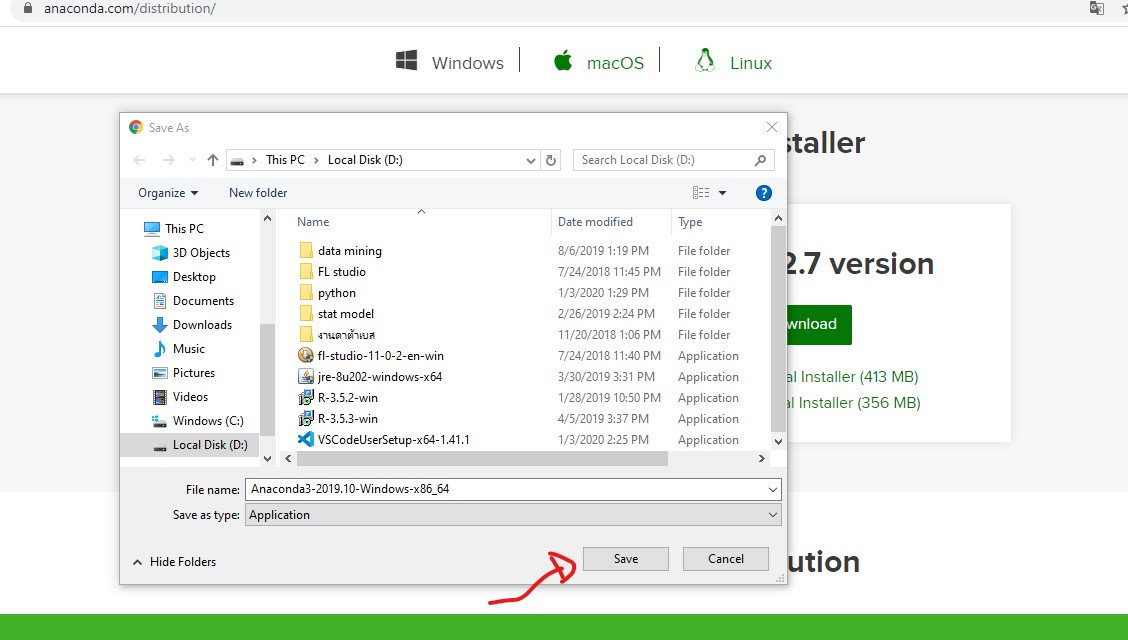 anaconda.com/distribution/
Windows
macOS
Linux
Save As
staller
This PC
Local Disk (D:)
Search Local Disk (D:)
Organize
New folder
?
Name
Date modified
Type
This PC
3D Objects
Desktop
Documents
Downloads
Music
Pictures
Videos
Windows (C:)
Local Disk (D:)
data mining 8/6/2019 1:19 PM File folder
FL studio 7/24/2018 11:45 PM File folder
python 1/3/2020 1:29 PM File folder
stat model 2/26/2019 2:24 PM File folder
งานดาต้าเบส 11/20/2018 1:06 PM File folder
fl-studio-11-0-2-en-win 7/24/2018 11:40 PM Application
jre-8u202-windows-x64 3/30/2019 3:31 PM Application
R-3.5.2-win 1/28/2019 10:50 PM Application
R-3.5.3-win 4/5/2019 3:37 PM Application
VSCodeUserSetup-x64-1.41.1 1/3/2020 2:25 PM Application
2.7 version
wnload
al Installer (413 MB)
al Installer (356 MB)
File name: Anaconda3-2019.10-Windows-x86_64
Save as type: Application
Hide Folders
Save
Cancel
ution